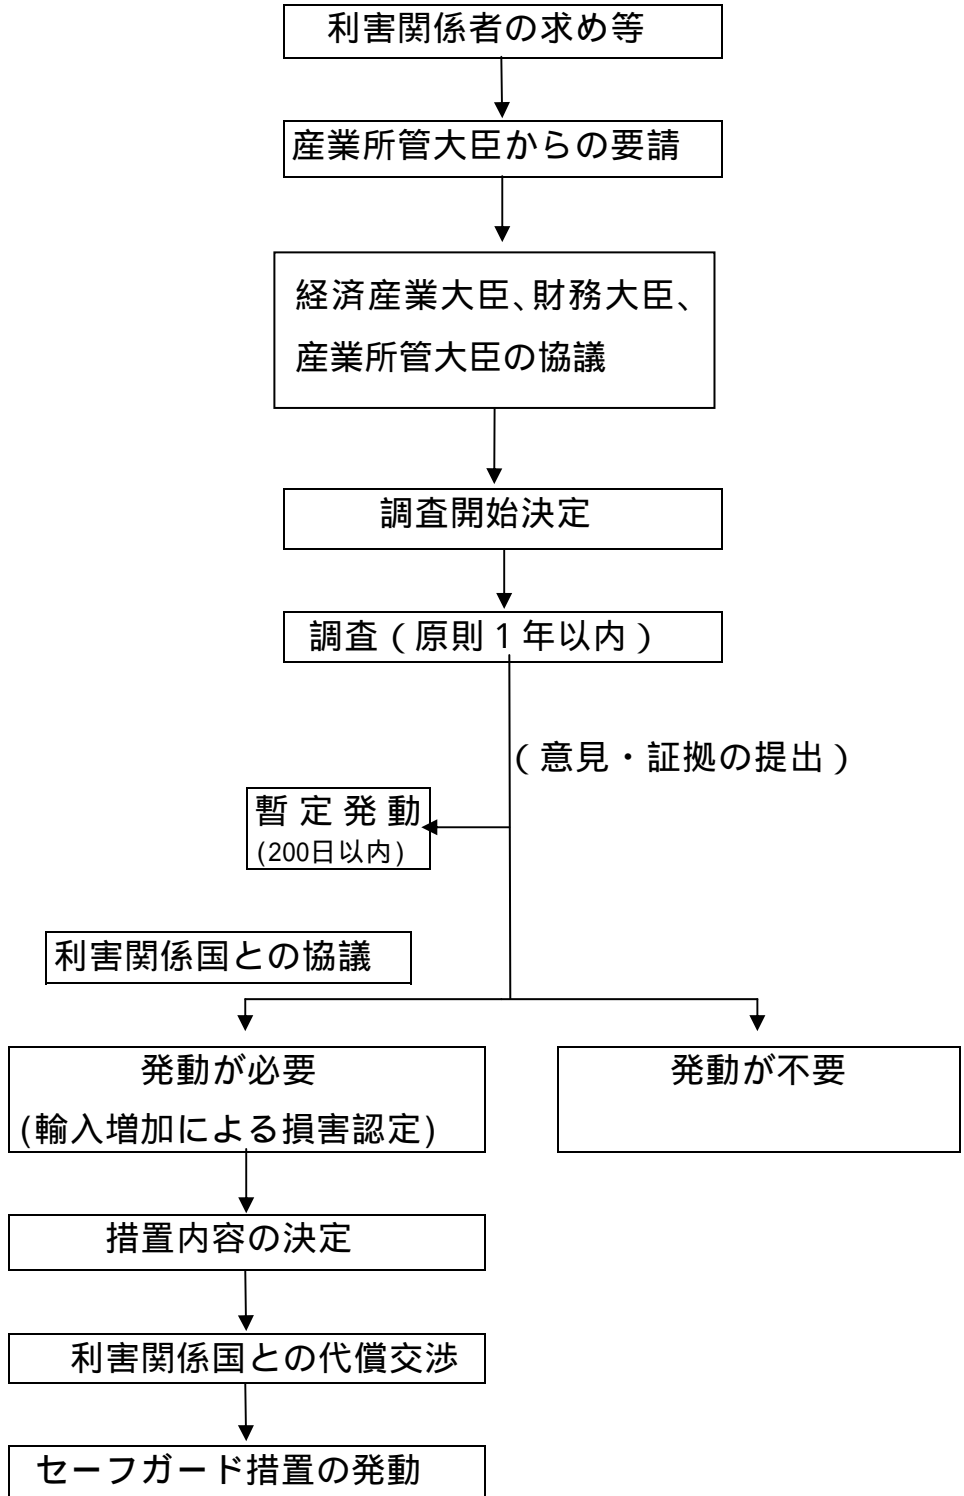 利害関係者の求め等
産業所管大臣からの要請
経済産業大臣、財務大臣、
産業所管大臣の協議
調査開始決定
調査（原則１年以内）
（意見・証拠の提出）
暫定発動
(200日以内)
利害関係国との協議
発動が必要
(輸入増加による損害認定)
発動が不要
措置内容の決定
利害関係国との代償交渉
セーフガード措置の発動